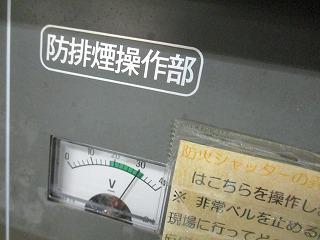 防排煙操作部
0 10 20 30
V
防火シャッターの
はこちらを操作し
※ 非常ベルを止める
現場に行って